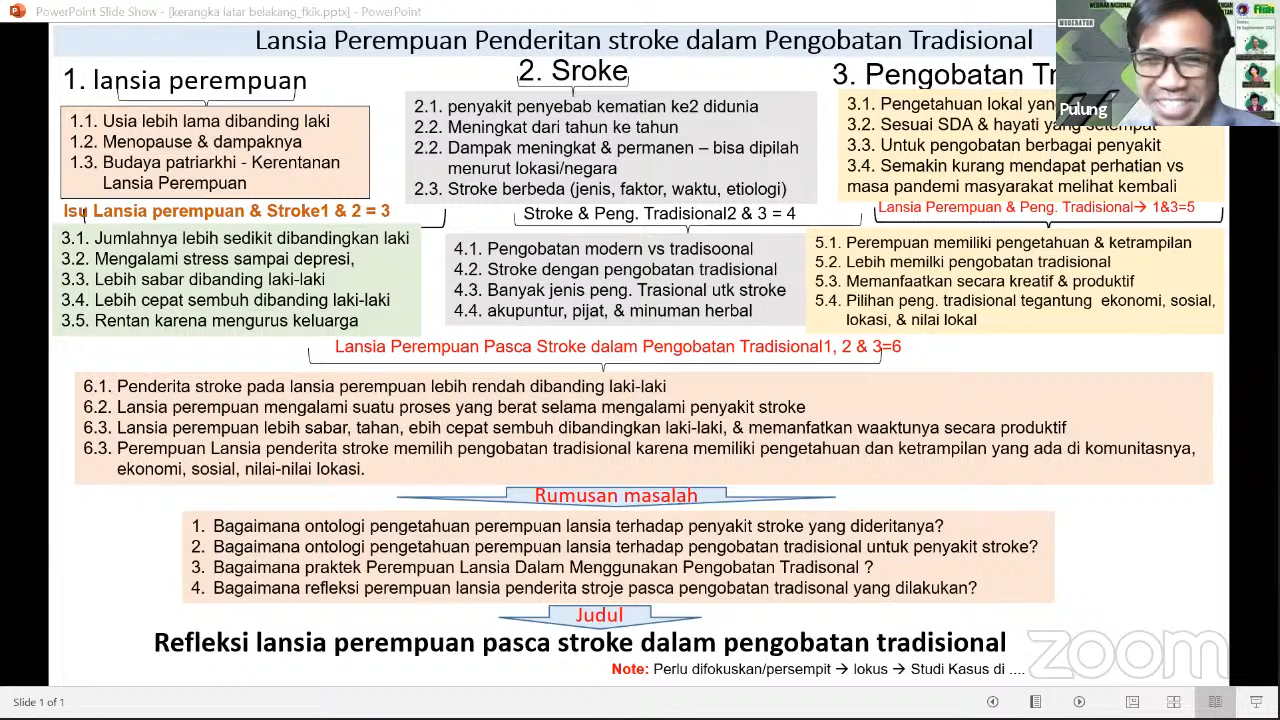 PowerPoint Slide Show - [kerangka latar belakang_fkik.pptx] - PowerPoint
Lansia Perempuan Penderitan stroke dalam Pengobatan Tradisional
1. lansia perempuan
1.1. Usia lebih lama dibanding laki
1.2. Menopause & dampaknya
1.3. Budaya patriarkhi - Kerentanan
Lansia Perempuan
2. Sroke
2.1. penyakit penyebab kematian ke2 didunia
2.2. Meningkat dari tahun ke tahun
2.2. Dampak meningkat & permanen – bisa dipilah
menurut lokasi/negara
2.3. Stroke berbeda (jenis, faktor, waktu, etiologi)
3. Pengobatan
3.1. Pengetahuan lokal
3.2. Sesuai SDA & hayati yang setempat
3.3. Untuk pengobatan berbagai penyakit
3.4. Semakin kurang mendapat perhatian vs
masa pandemi masyarakat melihat kembali
MODERATOR
Pulung
Isu Lansia perempuan & Stroke1 & 2 = 3
3.1. Jumlahnya lebih sedikit dibandingkan laki
3.2. Mengalami stress sampai depresi,
3.3. Lebih sabar dibanding laki-laki
3.4. Lebih cepat sembuh dibanding laki-laki
3.5. Rentan karena mengurus keluarga
Stroke & Peng. Tradisional2 & 3 = 4
4.1. Pengobatan modern vs tradisoonal
4.2. Stroke dengan pengobatan tradisional
4.3. Banyak jenis peng. Trasional utk stroke
4.4. akupuntur, pijat, & minuman herbal
Lansia Perempuan & Peng. Tradisional→ 1&3=5
5.1. Perempuan memiliki pengetahuan & ketrampilan
5.2. Lebih memilki pengobatan tradisional
5.3. Memanfaatkan secara kreatif & produktif
5.4. Pilihan peng. tradisional tegantung ekonomi, sosial,
lokasi, & nilai lokal
Lansia Perempuan Pasca Stroke dalam Pengobatan Tradisional1, 2 & 3=6
6.1. Penderita stroke pada lansia perempuan lebih rendah dibanding laki-laki
6.2. Lansia perempuan mengalami suatu proses yang berat selama mengalami penyakit stroke
6.3. Lansia perempuan lebih sabar, tahan, ebih cepat sembuh dibandingkan laki-laki, & memanfatkan waaktunya secara produktif
6.3. Perempuan Lansia penderita stroke memilih pengobatan tradisional karena memiliki pengetahuan dan ketrampilan yang ada di komunitasnya,
ekonomi, sosial, nilai-nilai lokasi.
Rumusan masalah
1. Bagaimana ontologi pengetahuan perempuan lansia terhadap penyakit stroke yang dideritanya?
2. Bagaimana ontologi pengetahuan perempuan lansia terhadap pengobatan tradisional untuk penyakit stroke?
3. Bagaimana praktek Perempuan Lansia Dalam Menggunakan Pengobatan Tradisonal ?
4. Bagaimana refleksi perempuan lansia penderita stroje pasca pengobatan tradisonal yang dilakukan?
Judul
Refleksi lansia perempuan pasca stroke dalam pengobatan tradisional
Note: Perlu difokuskan/persempit → lokus → Studi Kasus di ....
zoom
Slide 1 of 1